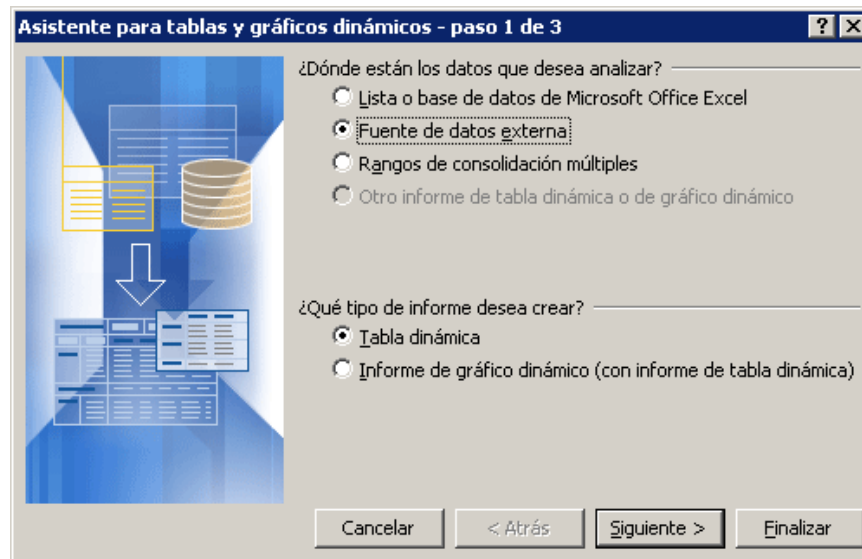 Asistente para tablas y gráficos dinámicos - paso 1 de 3
¿Dónde están los datos que desea analizar?
Lista o base de datos de Microsoft Office Excel
Fuente de datos externa
Rangos de consolidación múltiples
Otro informe de tabla dinámica o de gráfico dinámico
¿Qué tipo de informe desea crear?
Tabla dinámica
Informe de gráfico dinámico (con informe de tabla dinámica)
Cancelar < Atrás Siguiente > Finalizar